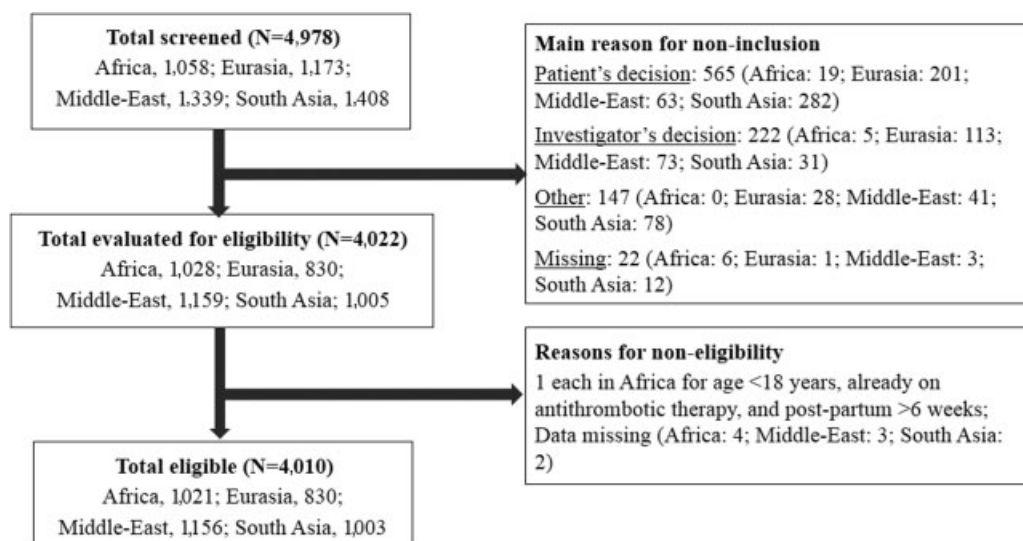 Total screened (N=4,978)
Africa, 1,058; Eurasia, 1,173;
Middle-East, 1,339; South Asia, 1,408
Main reason for non-inclusion
Patient's decision: 565 (Africa: 19; Eurasia: 201;
Middle-East: 63; South Asia: 282)
Investigator's decision: 222 (Africa: 5; Eurasia: 113;
Middle-East: 73; South Asia: 31)
Other: 147 (Africa: 0; Eurasia: 28; Middle-East: 41;
South Asia: 78)
Missing: 22 (Africa: 6; Eurasia: 1; Middle-East: 3;
South Asia: 12)
Total evaluated for eligibility (N=4,022)
Africa, 1,028; Eurasia, 830;
Middle-East, 1,159; South Asia; 1,005
Reasons for non-eligibility
1 each in Africa for age <18 years, already on
antithrombotic therapy, and post-partum >6 weeks;
Data missing (Africa: 4; Middle-East: 3; South Asia:
2)
Total eligible (N=4,010)
Africa, 1,021; Eurasia, 830;
Middle-East, 1,156; South Asia, 1,003